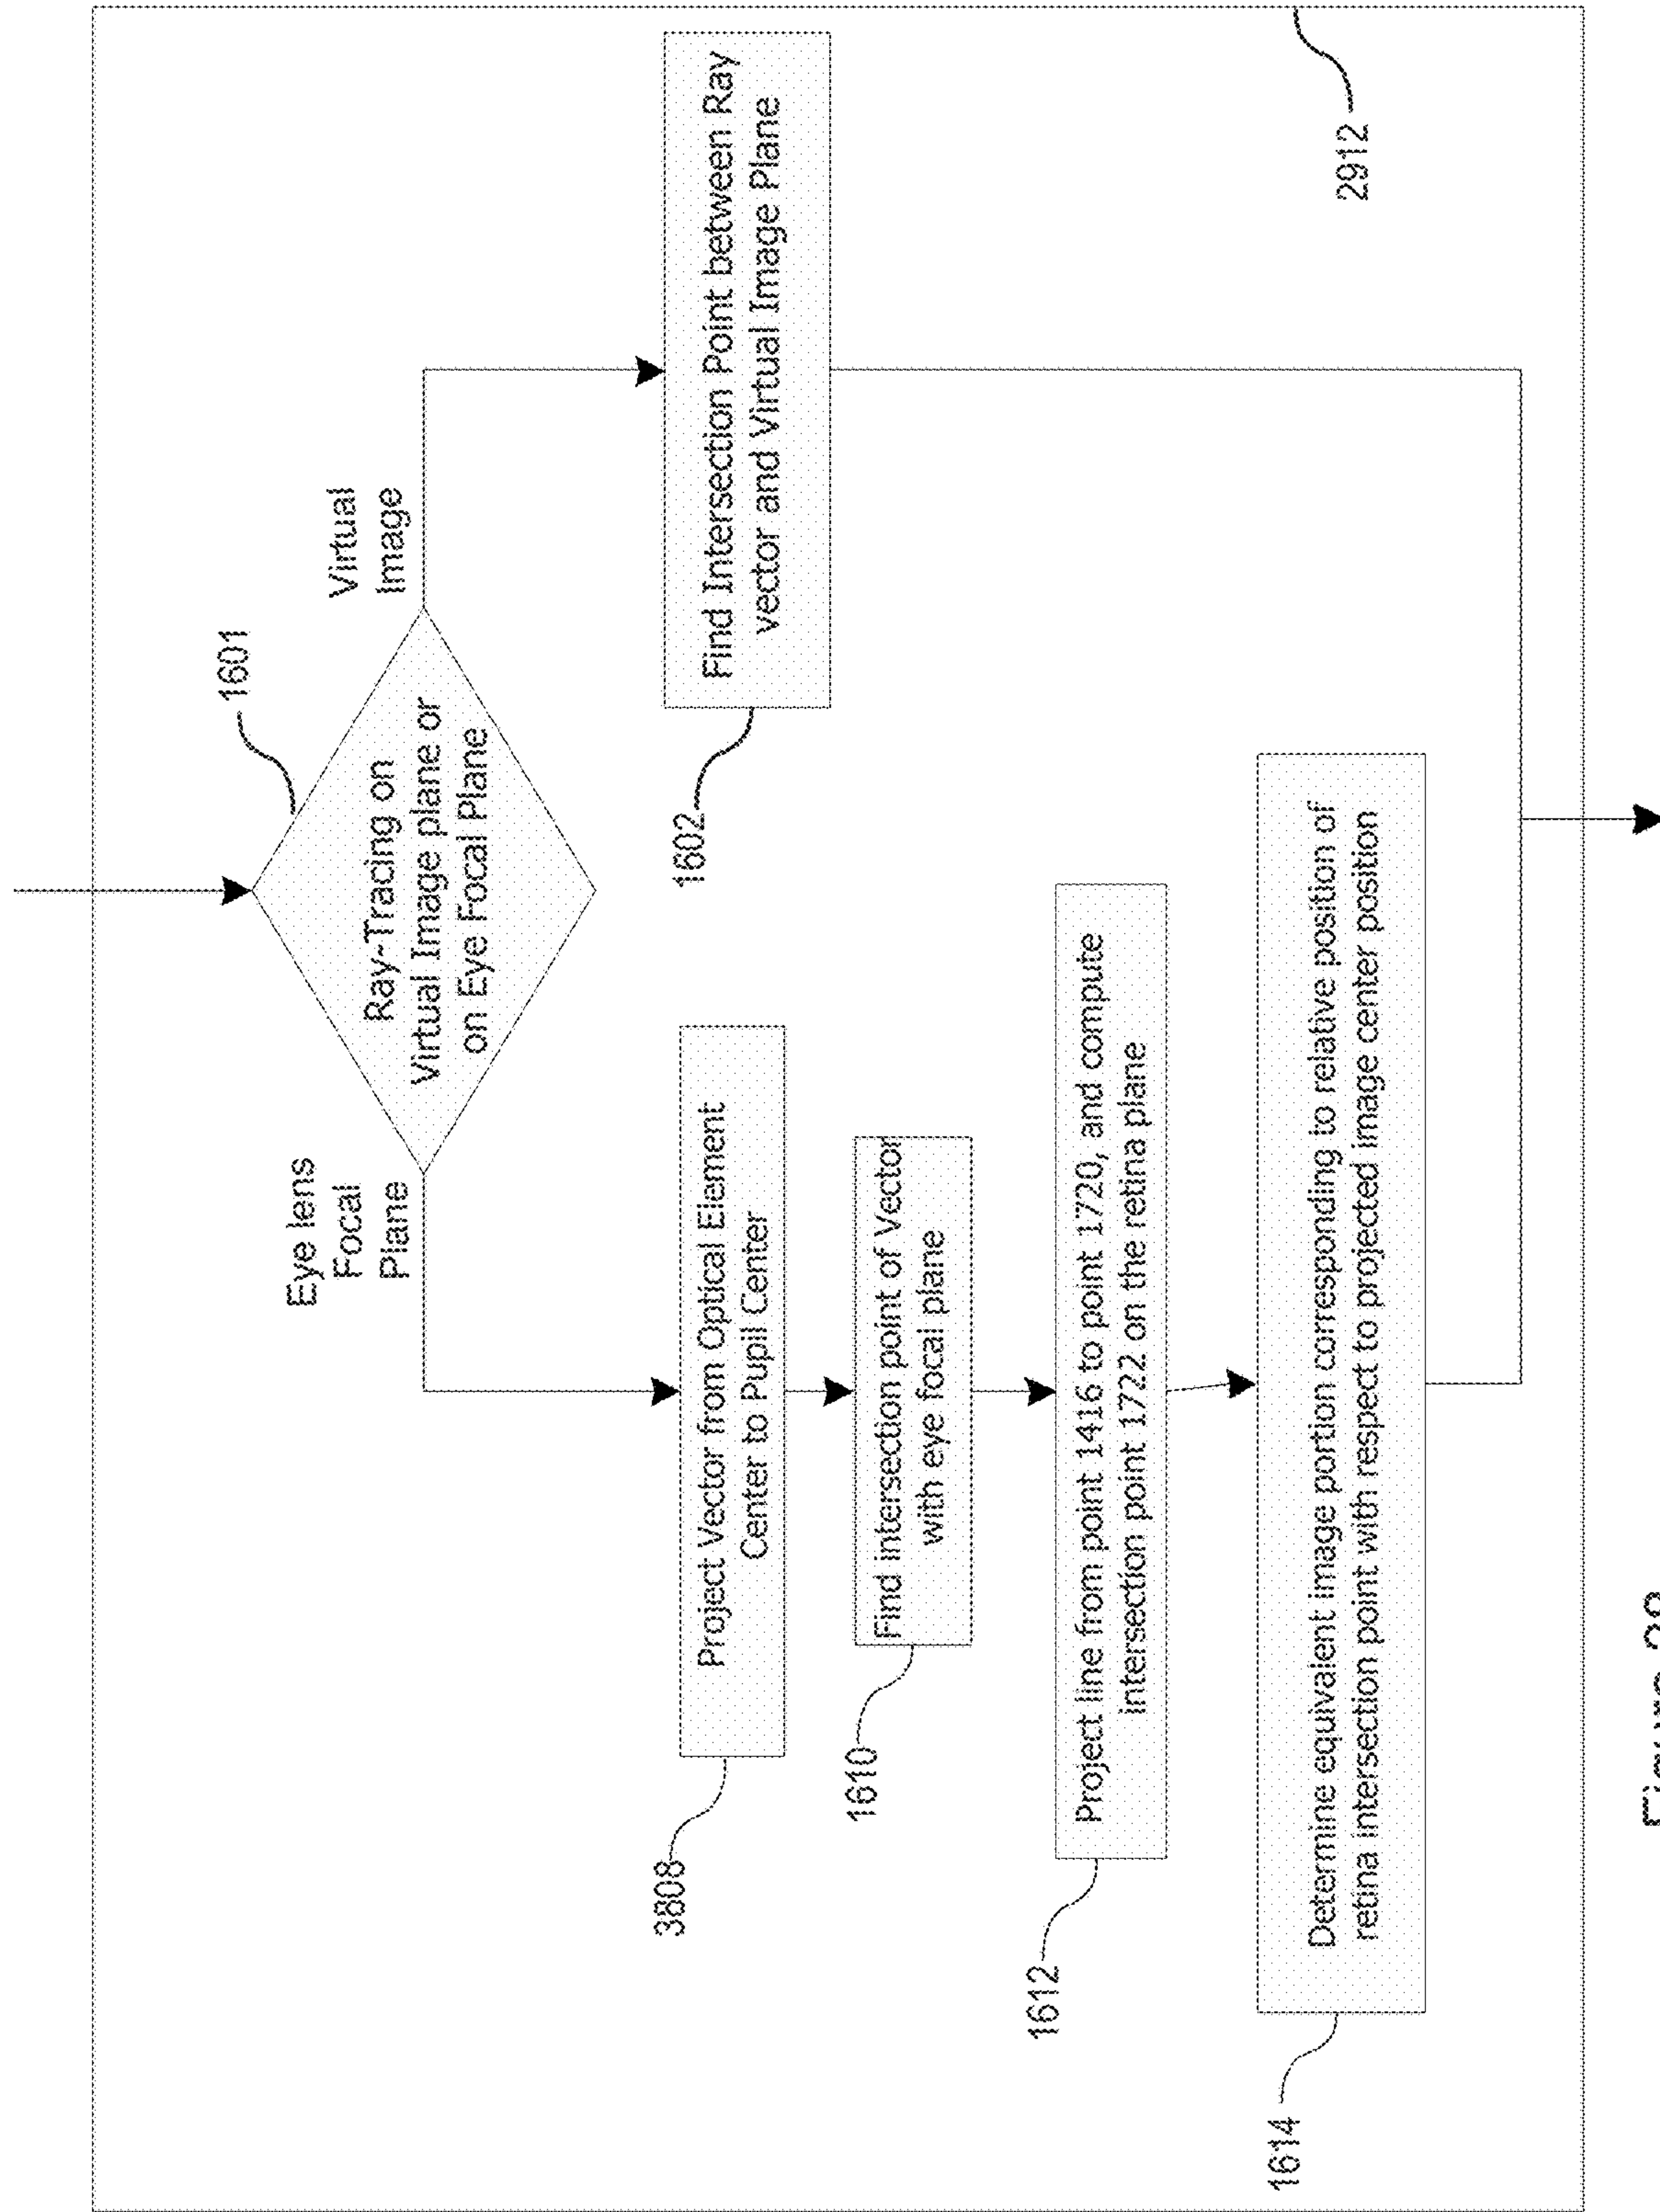 1601
Ray-Tracing on
Virtual Image plane or
on Eye Focal Plane
Eye lens
Focal
Plane
Virtual
Image
3808
Project Vector from Optical Element
Center to Pupil Center
1602
Find Intersection Point between Ray
vector and Virtual Image Plane
1610
Find intersection point of Vector
with eye focal plane
1612
Project line from point 1416 to point 1720, and compute
intersection point 1722 on the retina plane
1614
Determine equivalent image portion corresponding to relative position of
retina intersection point with respect to projected image center position
2912
Figure